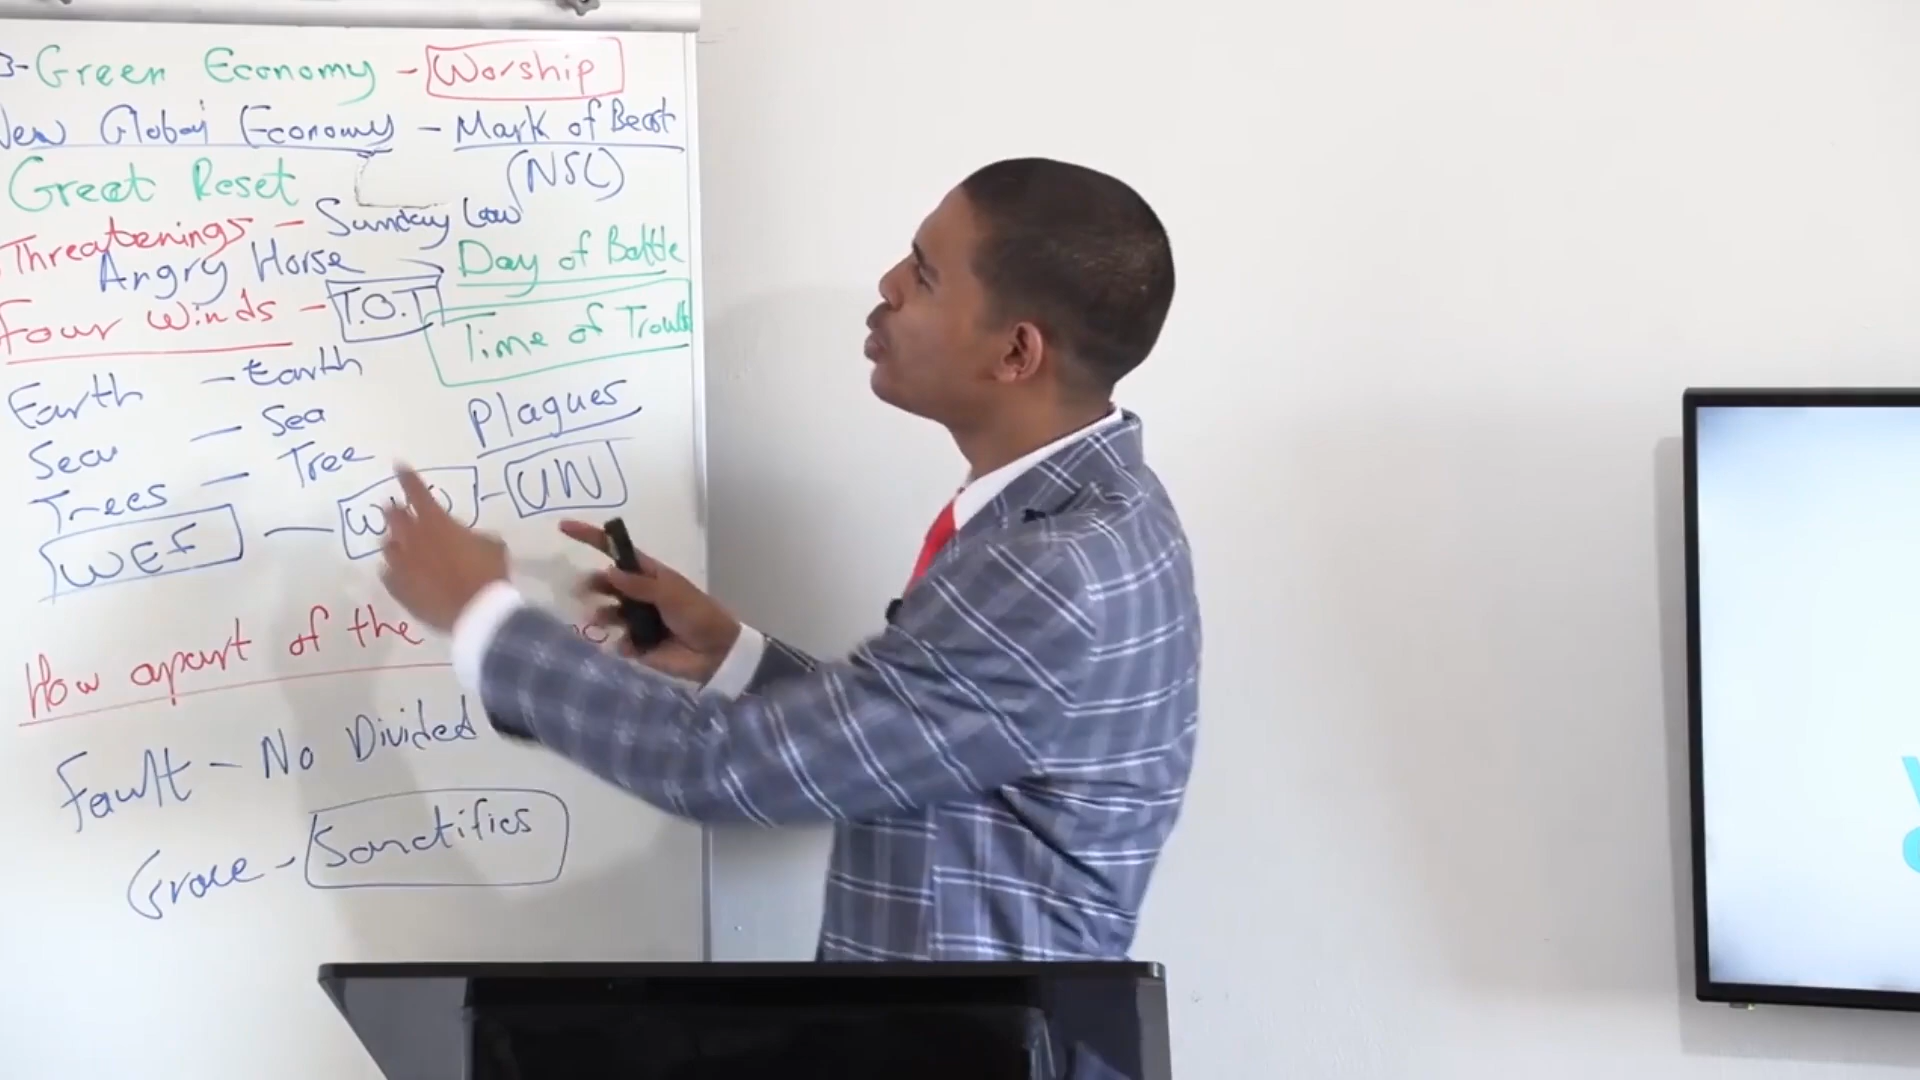 3-Green Economy - Worship
New Global Economy - Mark of Beast
Great Reset (NSL)
Threatenings - Sunday Law
Angry Horse Day of Battle
Four Winds - T.O.T Time of Trouble
Earth - Earth
Sea - Sea Plagues
Trees - Tree
WEF - - UN
How apart of the
Fault - No Divided
Grace - Sanctifies